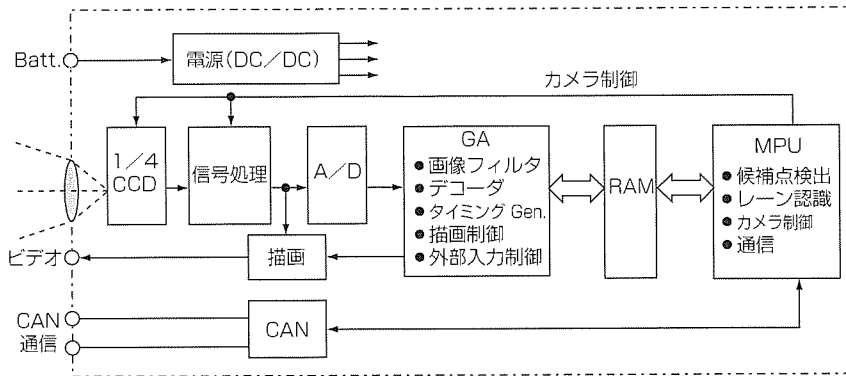 Batt.
電源(DC／DC)
カメラ制御
1／4
CCD
信号処理
A／D
GA
● 画像フィルタ
● デコーダ
● タイミング Gen.
● 描画制御
● 外部入力制御
RAM
MPU
● 候補点検出
● レーン認識
● カメラ制御
● 通信
ビデオ
描画
CAN
通信
CAN